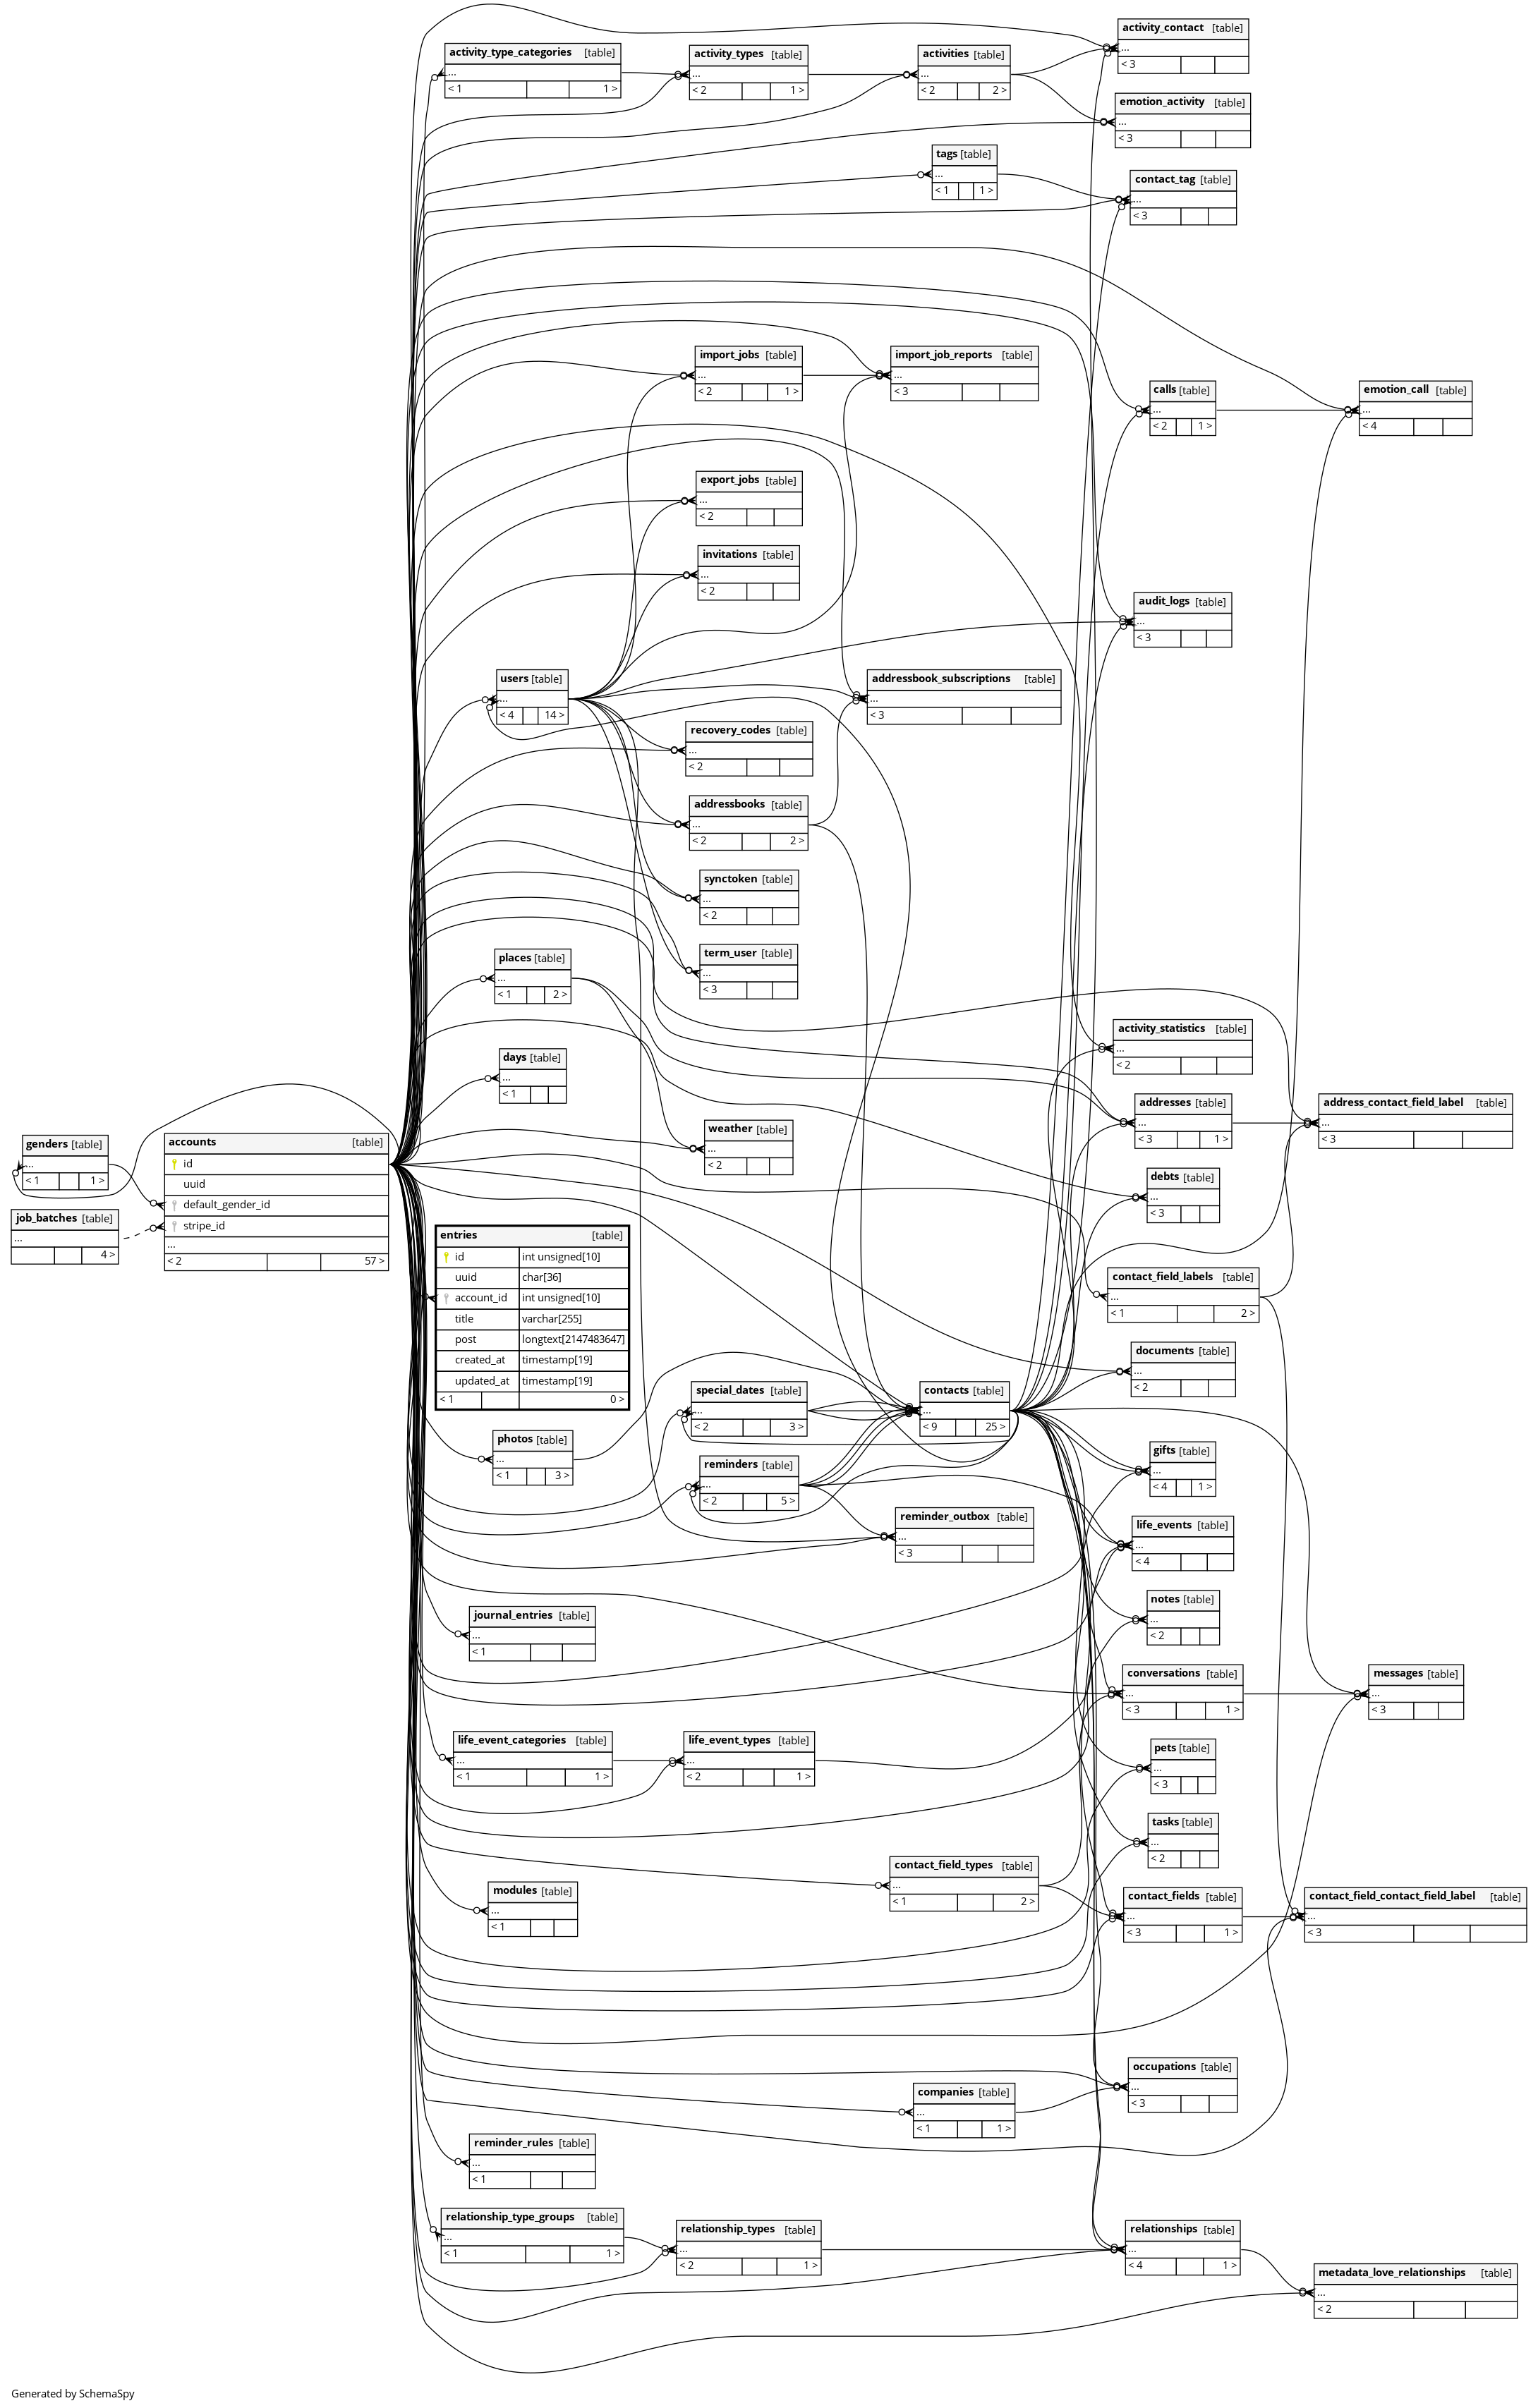 activity_contact [table]
...
< 3
activity_type_categories [table]
...
< 1 1 >
activity_types [table]
...
< 2 1 >
activities [table]
...
< 2 2 >
emotion_activity [table]
...
< 3
tags [table]
...
< 1 1 >
contact_tag [table]
...
< 3
import_jobs [table]
...
< 2 1 >
import_job_reports [table]
...
< 3
calls [table]
...
< 2 1 >
emotion_call [table]
...
< 4
export_jobs [table]
...
< 2
invitations [table]
...
< 2
audit_logs [table]
...
< 3
users [table]
...
< 4 14 >
addressbook_subscriptions [table]
...
< 3
recovery_codes [table]
...
< 2
addressbooks [table]
...
< 2 2 >
synctoken [table]
...
< 2
term_user [table]
...
< 3
places [table]
...
< 1 2 >
activity_statistics [table]
...
< 2
days [table]
...
< 1
addresses [table]
...
< 3 1 >
address_contact_field_label [table]
...
< 3
weather [table]
...
< 2
genders [table]
...
< 1 1 >
accounts [table]
id
uuid
default_gender_id
stripe_id
...
< 2 57 >
job_batches [table]
...
4 >
debts [table]
...
< 3
entries [table]
id int unsigned[10]
uuid char[36]
account_id int unsigned[10]
title varchar[255]
post longtext[2147483647]
created_at timestamp[19]
updated_at timestamp[19]
< 1 0 >
contact_field_labels [table]
...
< 1 2 >
documents [table]
...
< 2
special_dates [table]
...
< 2 3 >
contacts [table]
...
< 9 25 >
photos [table]
...
< 1 3 >
gifts [table]
...
< 4 1 >
reminders [table]
...
< 2 5 >
reminder_outbox [table]
...
< 3
life_events [table]
...
< 4
notes [table]
...
< 2
journal_entries [table]
...
< 1
conversations [table]
...
< 3 1 >
messages [table]
...
< 3
life_event_categories [table]
...
< 1 1 >
life_event_types [table]
...
< 2 1 >
pets [table]
...
< 3
tasks [table]
...
< 2
contact_field_types [table]
...
< 1 2 >
modules [table]
...
< 1
contact_fields [table]
...
< 3 1 >
contact_field_contact_field_label [table]
...
< 3
occupations [table]
...
< 3
companies [table]
...
< 1 1 >
reminder_rules [table]
...
< 1
relationship_type_groups [table]
...
< 1 1 >
relationship_types [table]
...
< 2 1 >
relationships [table]
...
< 4 1 >
metadata_love_relationships [table]
...
< 2
Generated by SchemaSpy